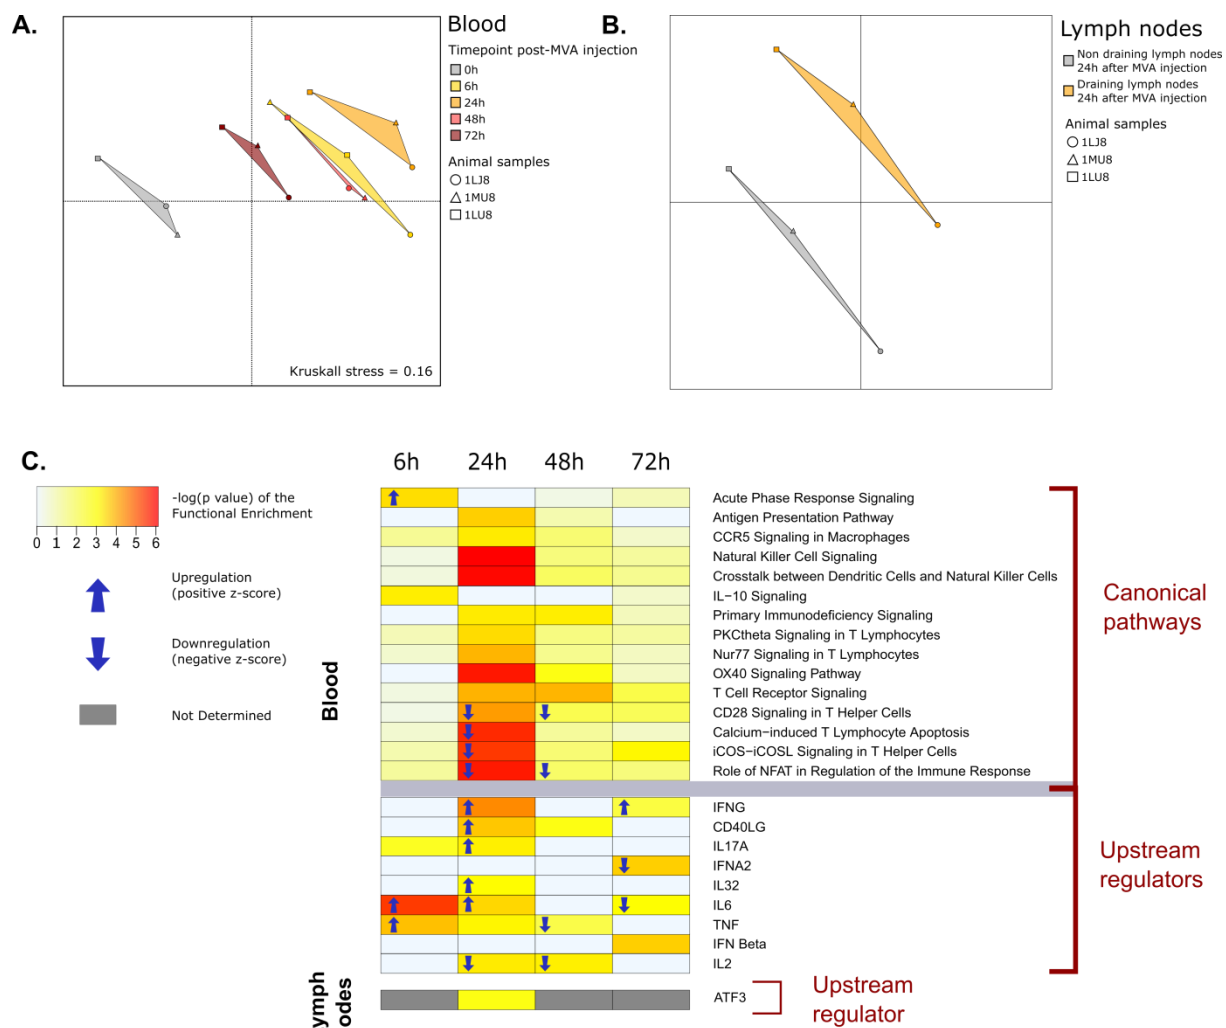 A.
Blood
Timepoint post-MVA injection
0h
6h
24h
48h
72h
Animal samples
1LJ8
1MU8
1LU8
Kruskall stress = 0.16
B.
Lymph nodes
Non draining lymph nodes
24h after MVA injection
Draining lymph nodes
24h after MVA injection
Animal samples
1LJ8
1MU8
1LU8
C.
-log(p value) of the
Functional Enrichment
0 1 2 3 4 5 6
Upregulation
(positive z-score)
Downregulation
(negative z-score)
Not Determined
6h 24h 48h 72h
Blood
Acute Phase Response Signaling
Antigen Presentation Pathway
CCR5 Signaling in Macrophages
Natural Killer Cell Signaling
Crosstalk between Dendritic Cells and Natural Killer Cells
IL−10 Signaling
Primary Immunodeficiency Signaling
PKCtheta Signaling in T Lymphocytes
Nur77 Signaling in T Lymphocytes
OX40 Signaling Pathway
T Cell Receptor Signaling
CD28 Signaling in T Helper Cells
Calcium−induced T Lymphocyte Apoptosis
iCOS−iCOSL Signaling in T Helper Cells
Role of NFAT in Regulation of the Immune Response
Canonical
pathways
IFNG
CD40LG
IL17A
IFNA2
IL32
IL6
TNF
IFN Beta
IL2
Upstream
regulators
ymph
odes
ATF3
Upstream
regulator